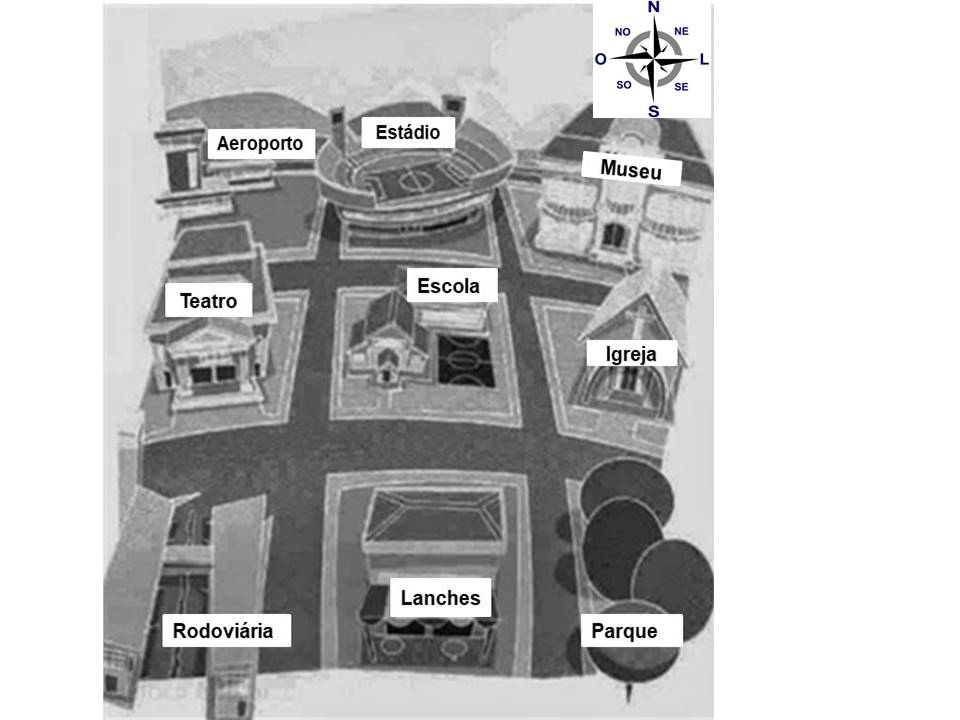 N
NO NE
O L
SO SE
S
Aeroporto
Estádio
Museu
Teatro
Escola
Igreja
Lanches
Rodoviária
Parque